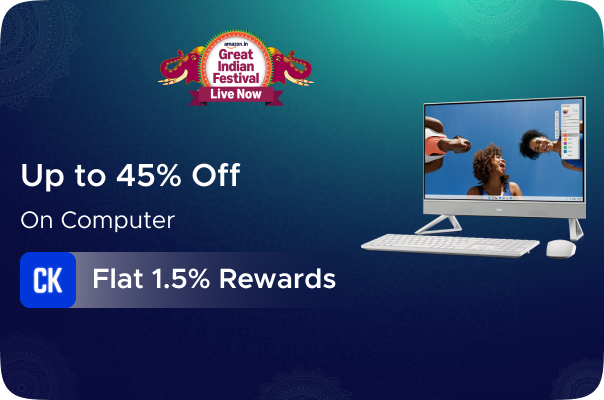 amazon.in
Great
Indian
Festival
Live Now
Up to 45% Off
On Computer
CK
Flat 1.5% Rewards